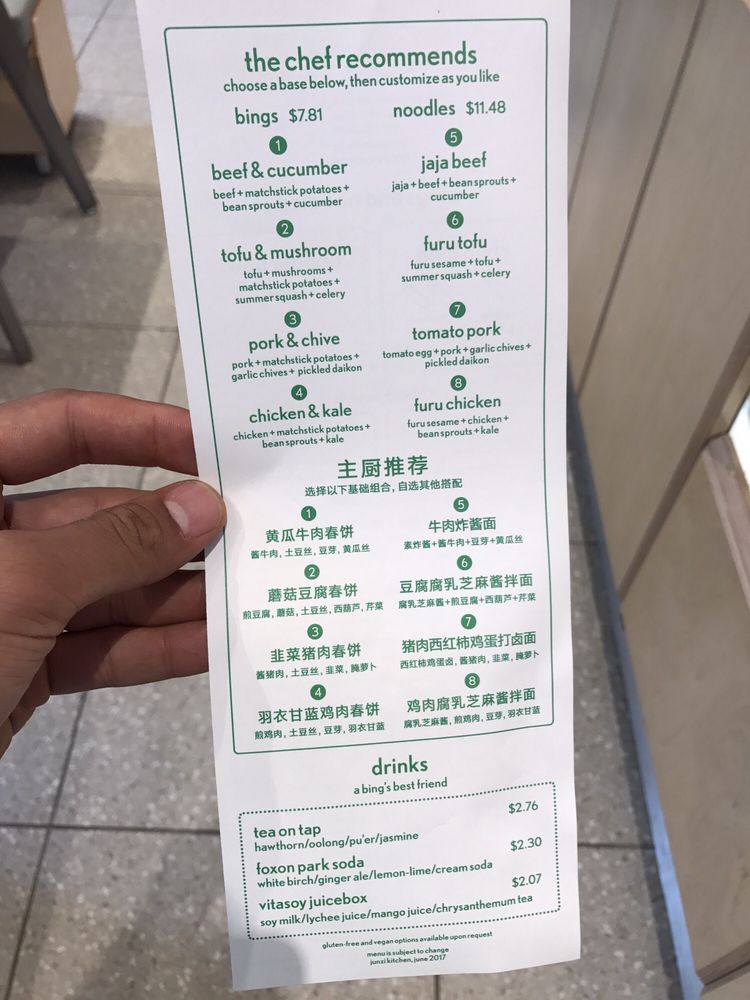 the chef recommends
choose a base below, then customize as you like
bings $7.81
noodles $11.48
1
beef & cucumber
beef + matchstick potatoes +
bean sprouts + cucumber
2
tofu & mushroom
tofu + mushrooms +
matchstick potatoes +
summer squash + celery
3
pork & chive
pork + matchstick potatoes +
garlic chives + pickled daikon
4
chicken & kale
chicken + matchstick potatoes +
bean sprouts + kale
5
jaja beef
jaja + beef + bean sprouts +
cucumber
6
furu tofu
furu sesame + tofu +
summer squash + celery
7
tomato pork
tomato egg + pork + garlic chives +
pickled daikon
8
furu chicken
furu sesame + chicken +
bean sprouts + kale
主厨推荐
选择以下基础组合, 自选其他搭配
1
黄瓜牛肉春饼
酱牛肉, 土豆丝, 豆芽, 黄瓜丝
2
蘑菇豆腐春饼
煎豆腐, 蘑菇, 土豆丝, 西葫芦, 芹菜
3
韭菜猪肉春饼
酱猪肉, 土豆丝, 韭菜, 腌萝卜
4
羽衣甘蓝鸡肉春饼
煎鸡肉, 土豆丝, 豆芽, 羽衣甘蓝
5
牛肉炸酱面
素炸酱+酱牛肉+豆芽+黄瓜丝
6
豆腐腐乳芝麻酱拌面
腐乳芝麻酱+煎豆腐+西葫芦+芹菜
7
猪肉西红柿鸡蛋打卤面
西红柿鸡蛋卤, 酱猪肉, 韭菜, 腌萝卜
8
鸡肉腐乳芝麻酱拌面
腐乳芝麻酱, 煎鸡肉, 豆芽, 羽衣甘蓝
drinks
a bing's best friend
tea on tap $2.76
hawthorn/oolong/pu'er/jasmine
foxon park soda $2.30
white birch/ginger ale/lemon-lime/cream soda
vitasoy juicebox $2.07
soy milk/lychee juice/mango juice/chrysanthemum tea
gluten-free and vegan options available upon request
menu is subject to change
junzi kitchen, june 2017